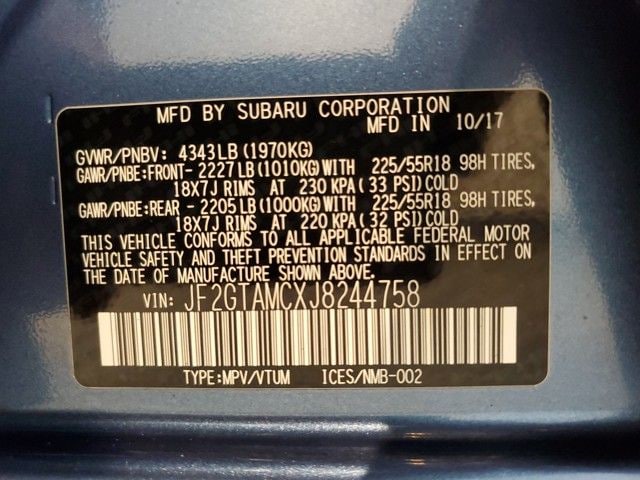 MFD BY SUBARU CORPORATION
MFD IN 10/17
GVWR/PNBV: 4343LB (1970KG)
GAWR/PNBE:FRONT- 2227LB (1010KG)WITH 225/55R18 98H TIRES,
18X7J RIMS AT 230 KPA (33 PSI) COLD
GAWR/PNBE:REAR - 2205LB (1000KG)WITH 225/55R18 98H TIRES,
18X7J RIMS AT 220 KPA (32 PSI) COLD
THIS VEHICLE CONFORMS TO ALL APPLICABLE FEDERAL MOTOR
VEHICLE SAFETY AND THEFT PREVENTION STANDARDS IN EFFECT ON
THE DATE OF MANUFACTURE SHOWN ABOVE.
VIN: JF2GTAMCXJ8244758
TYPE:MPV/VTUM ICES/NMB-002